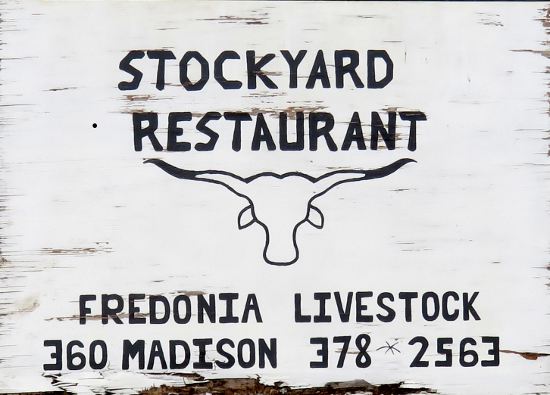 STOCKYARD
RESTAURANT
FREDONIA LIVESTOCK
360 MADISON 378*2563